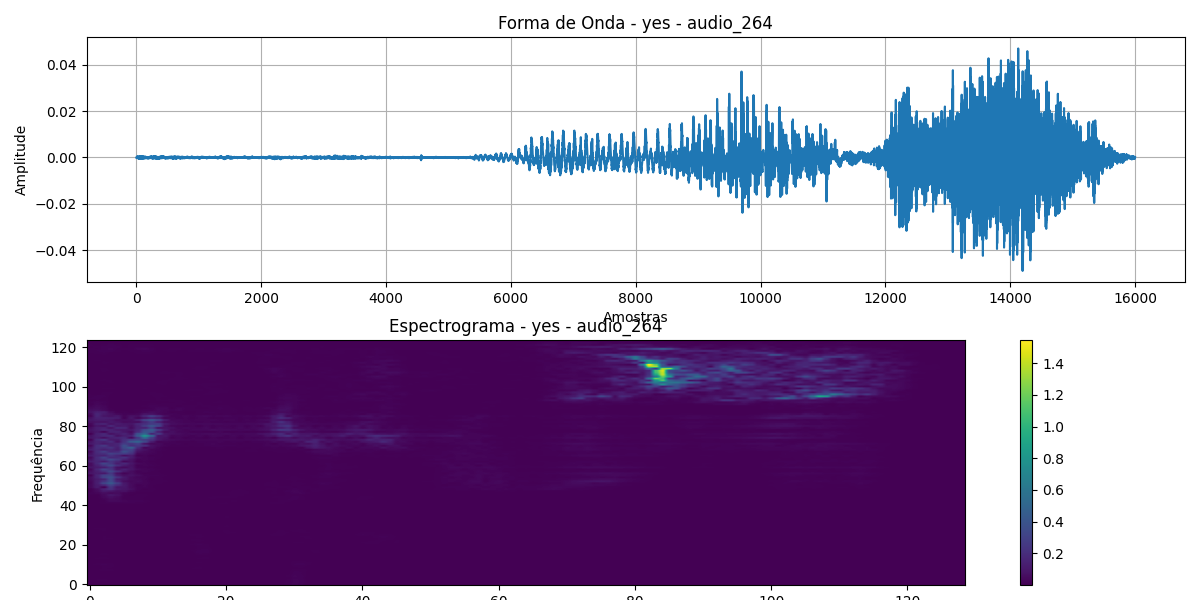 Forma de Onda - yes - audio_264
0.04
0.02
0.00
−0.02
−0.04
Amplitude
0 2000 4000 6000 8000 10000 12000 14000 16000
Amostras
Espectrograma - yes - audio_264
120
100
80
60
40
20
0
Frequência
0 20 40 60 80 100 120
1.4
1.2
1.0
0.8
0.6
0.4
0.2